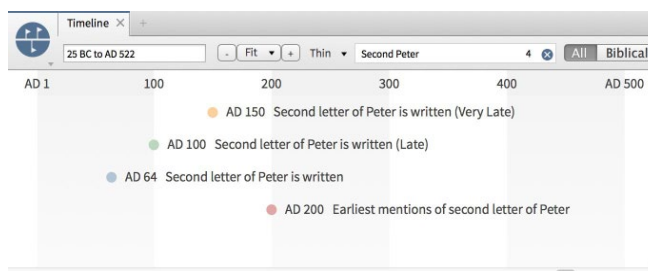 Timeline
25 BC to AD 522 - Fit + Thin Second Peter 4 All Biblical
AD 1 100 200 300 400 AD 500
AD 150 Second letter of Peter is written (Very Late)
AD 100 Second letter of Peter is written (Late)
AD 64 Second letter of Peter is written
AD 200 Earliest mentions of second letter of Peter